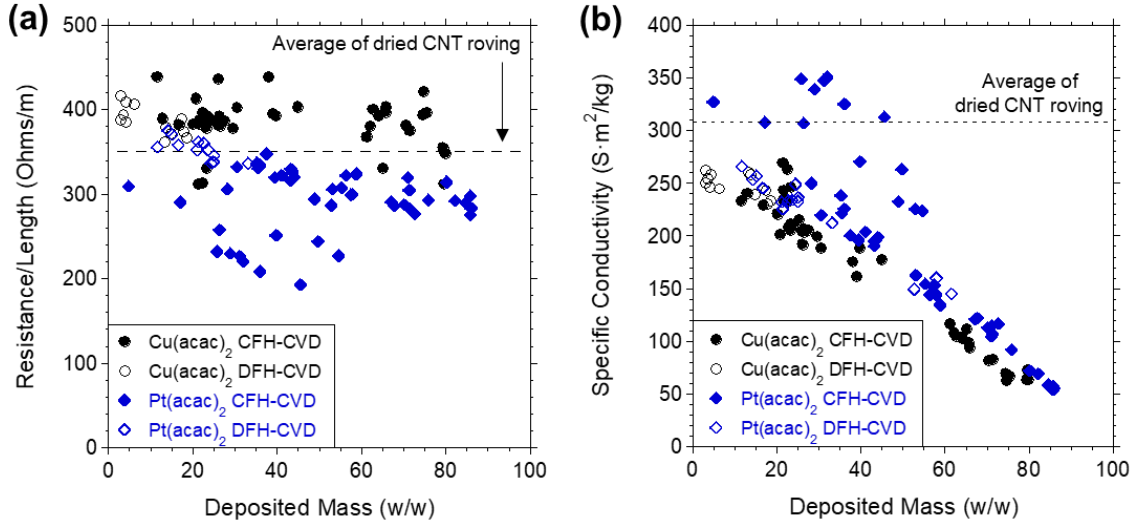 (a)
500
400
300
200
100
0
Resistance/Length (Ohms/m)
Average of dried CNT roving
Cu(acac)2 CFH-CVD
Cu(acac)2 DFH-CVD
Pt(acac)2 CFH-CVD
Pt(acac)2 DFH-CVD
0 20 40 60 80 100
Deposited Mass (w/w)
(b)
400
350
300
250
200
150
100
50
0
Specific Conductivity (S·m²/kg)
Average of
dried CNT roving
Cu(acac)2 CFH-CVD
Cu(acac)2 DFH-CVD
Pt(acac)2 CFH-CVD
Pt(acac)2 DFH-CVD
0 20 40 60 80 100
Deposited Mass (w/w)